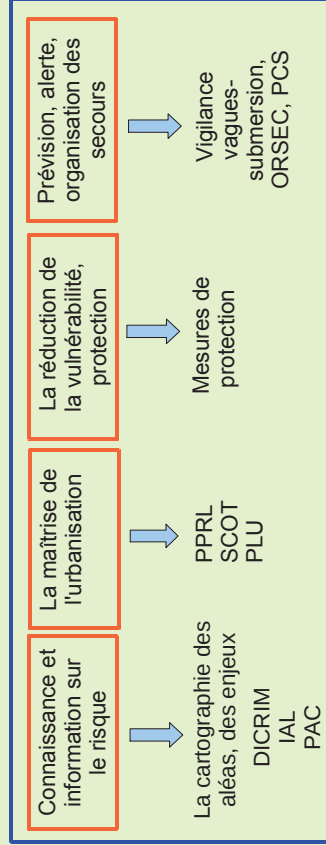 Connaissance et
information sur
le risque
La cartographie des
aléas, des enjeux
DICRIM
IAL
PAC
La maîtrise de
l'urbanisation
PPRL
SCOT
PLU
La réduction de
la vulnérabilité,
protection
Mesures de
protection
Prévision, alerte,
organisation des
secours
Vigilance
vagues-
submersion,
ORSEC, PCS